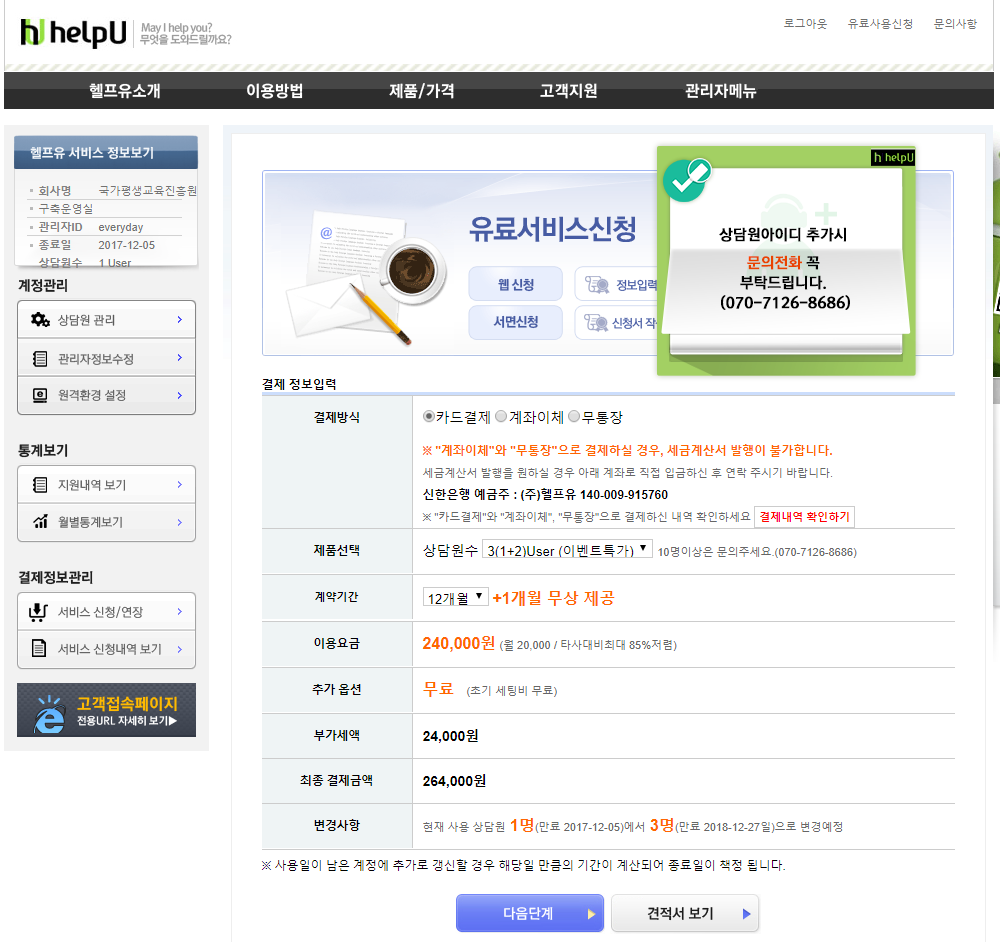 helpU
May I help you?
무엇을 도와드릴까요?
로그아웃 유료사용신청 문의사항
헬프유소개 이용방법 제품/가격 고객지원 관리자메뉴
헬프유 서비스 정보보기
회사명 국가평생교육진흥원
구축운영실
관리자ID everyday
종료일 2017-12-05
상담원수 1 User
계정관리
상담원 관리
관리자정보수정
원격환경 설정
통계보기
지원내역 보기
월별통계보기
결제정보관리
서비스 신청/연장
서비스 신청내역 보기
고객접속페이지
전용URL 자세히 보기▶
@
유료서비스신청
웹 신청 정보입력
서면신청 신청서 작
helpU
상담원아이디 추가시
문의전화 꼭
부탁드립니다.
(070-7126-8686)
결제 정보입력
결제방식
카드결제 계좌이체 무통장
※ "계좌이체"와 "무통장"으로 결제하실 경우, 세금계산서 발행이 불가합니다.
세금계산서 발행을 원하실 경우 아래 계좌로 직접 입금하신 후 연락 주시기 바랍니다.
신한은행 예금주 : (주)헬프유 140-009-915760
※ "카드결제"와 "계좌이체", "무통장"으로 결제하신 내역 확인하세요 결제내역 확인하기
제품선택 상담원수 3(1+2)User (이벤트특가) 10명이상은 문의주세요.(070-7126-8686)
계약기간 12개월 +1개월 무상 제공
이용요금 240,000원 (월 20,000 / 타사대비최대 85%저렴)
추가 옵션 무료 (초기 세팅비 무료)
부가세액 24,000원
최종 결제금액 264,000원
변경사항 현재 사용 상담원 1명(만료 2017-12-05)에서 3명(만료 2018-12-27일)으로 변경예정
※ 사용일이 남은 계정에 추가로 갱신할 경우 해당일 만큼의 기간이 계산되어 종료일이 책정 됩니다.
다음단계 견적서 보기